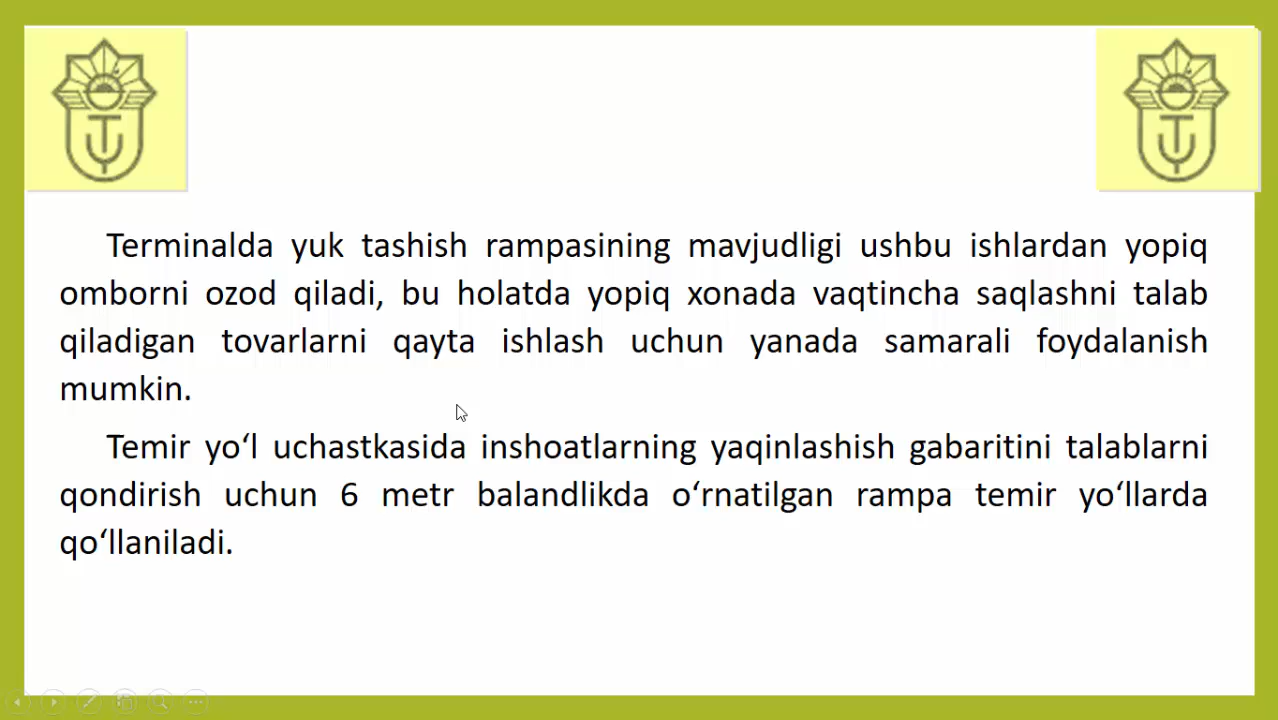 Terminalda yuk tashish rampasining mavjudligi ushbu ishlardan yopiq
omborni ozod qiladi, bu holatda yopiq xonada vaqtincha saqlashni talab
qiladigan tovarlarni qayta ishlash uchun yanada samarali foydalanish
mumkin.
Temir yo‘l uchastkasida inshoatlarning yaqinlashish gabaritini talablarni
qondirish uchun 6 metr balandlikda o‘rnatilgan rampa temir yo‘llarda
qo‘llaniladi.